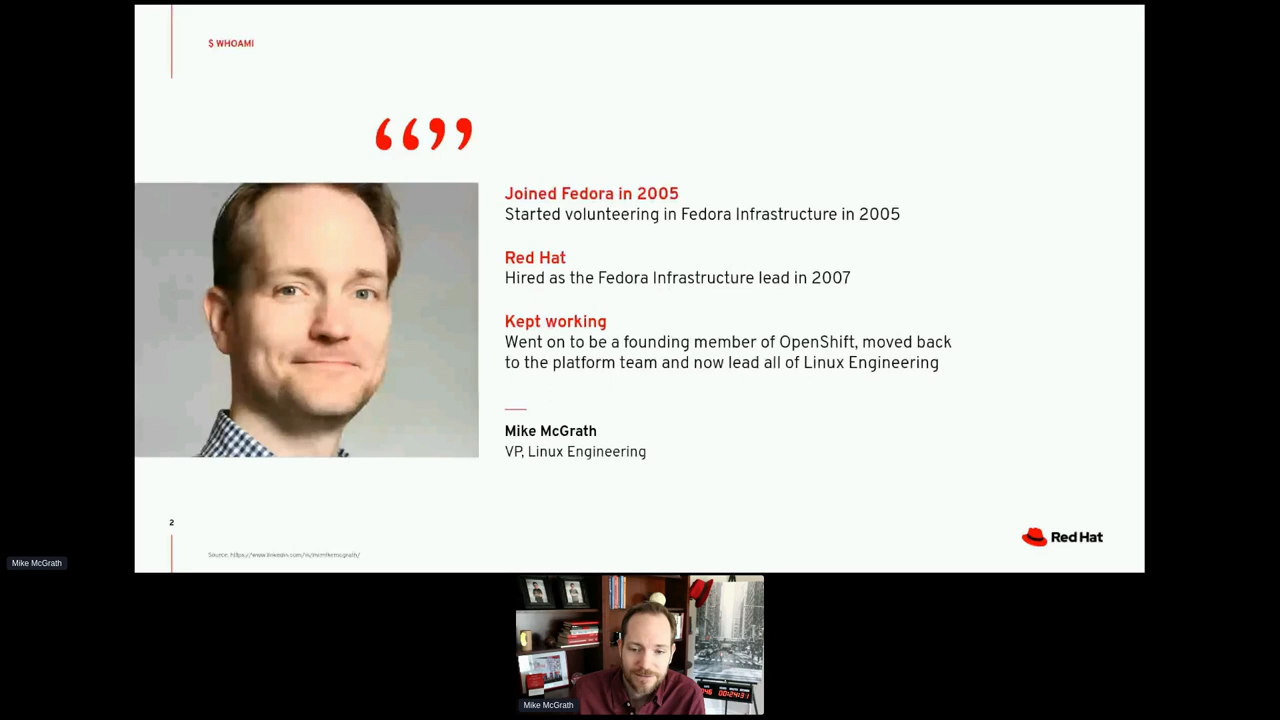 $ WHOAMI
Joined Fedora in 2005
Started volunteering in Fedora Infrastructure in 2005
Red Hat
Hired as the Fedora Infrastructure lead in 2007
Kept working
Went on to be a founding member of OpenShift, moved back
to the platform team and now lead all of Linux Engineering
Mike McGrath
VP, Linux Engineering
2
Red Hat
Mike McGrath
Mike McGrath